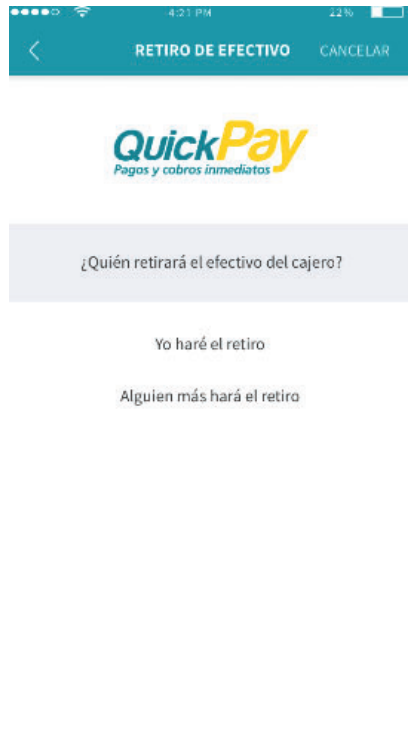 4:21 PM 22%
RETIRO DE EFECTIVO CANCELAR
QuickPay
Pagos y cobros inmediatos
¿Quién retirará el efectivo del cajero?
Yo haré el retiro
Alguien más hará el retiro